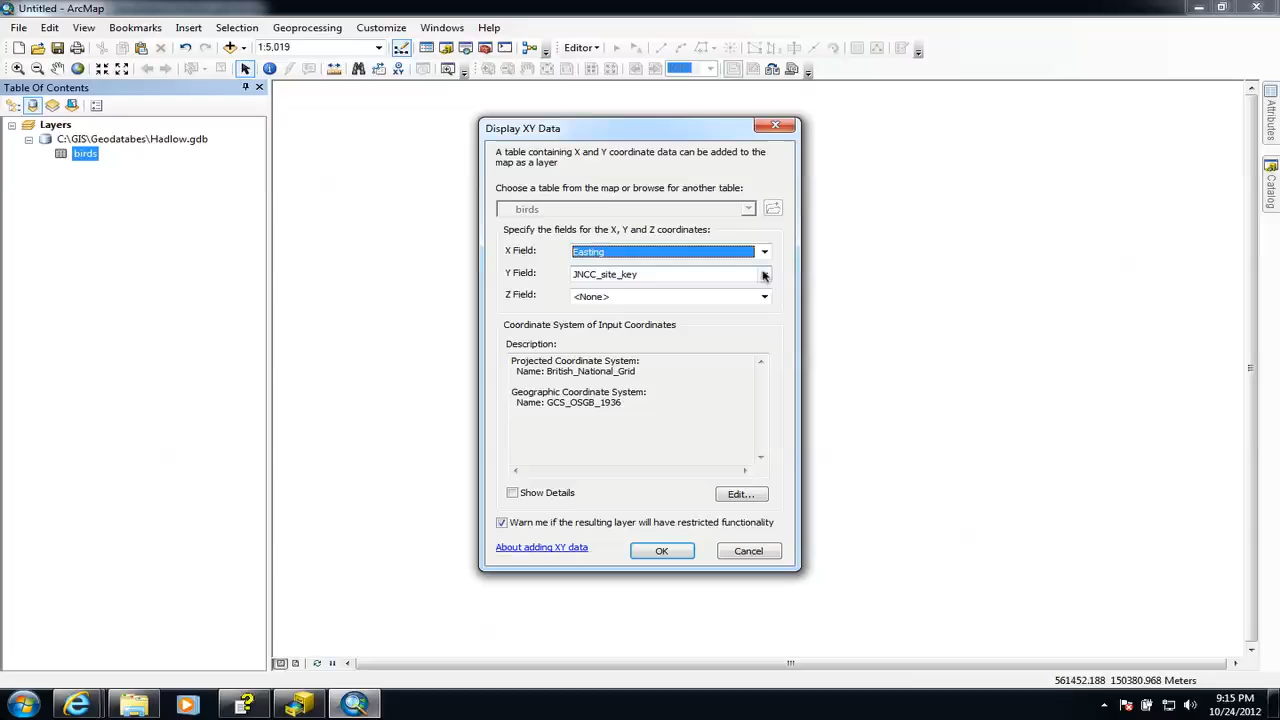 Untitled - ArcMap
File Edit View Bookmarks Insert Selection Geoprocessing Customize Windows Help
1:5,019
Editor
Table Of Contents
Layers
C:\GIS\Geodatabes\Hadlow.gdb
birds
Display XY Data
A table containing X and Y coordinate data can be added to the
map as a layer
Choose a table from the map or browse for another table:
birds
Specify the fields for the X, Y and Z coordinates:
X Field: Easting
Y Field: JNCC_site_key
Z Field: <None>
Coordinate System of Input Coordinates
Description:
Projected Coordinate System:
Name: British_National_Grid
Geographic Coordinate System:
Name: GCS_OSGB_1936
Show Details
Edit...
Warn me if the resulting layer will have restricted functionality
About adding XY data
OK
Cancel
Attributes
Catalog
561452.188 150380.968 Meters
9:15 PM
10/24/2012